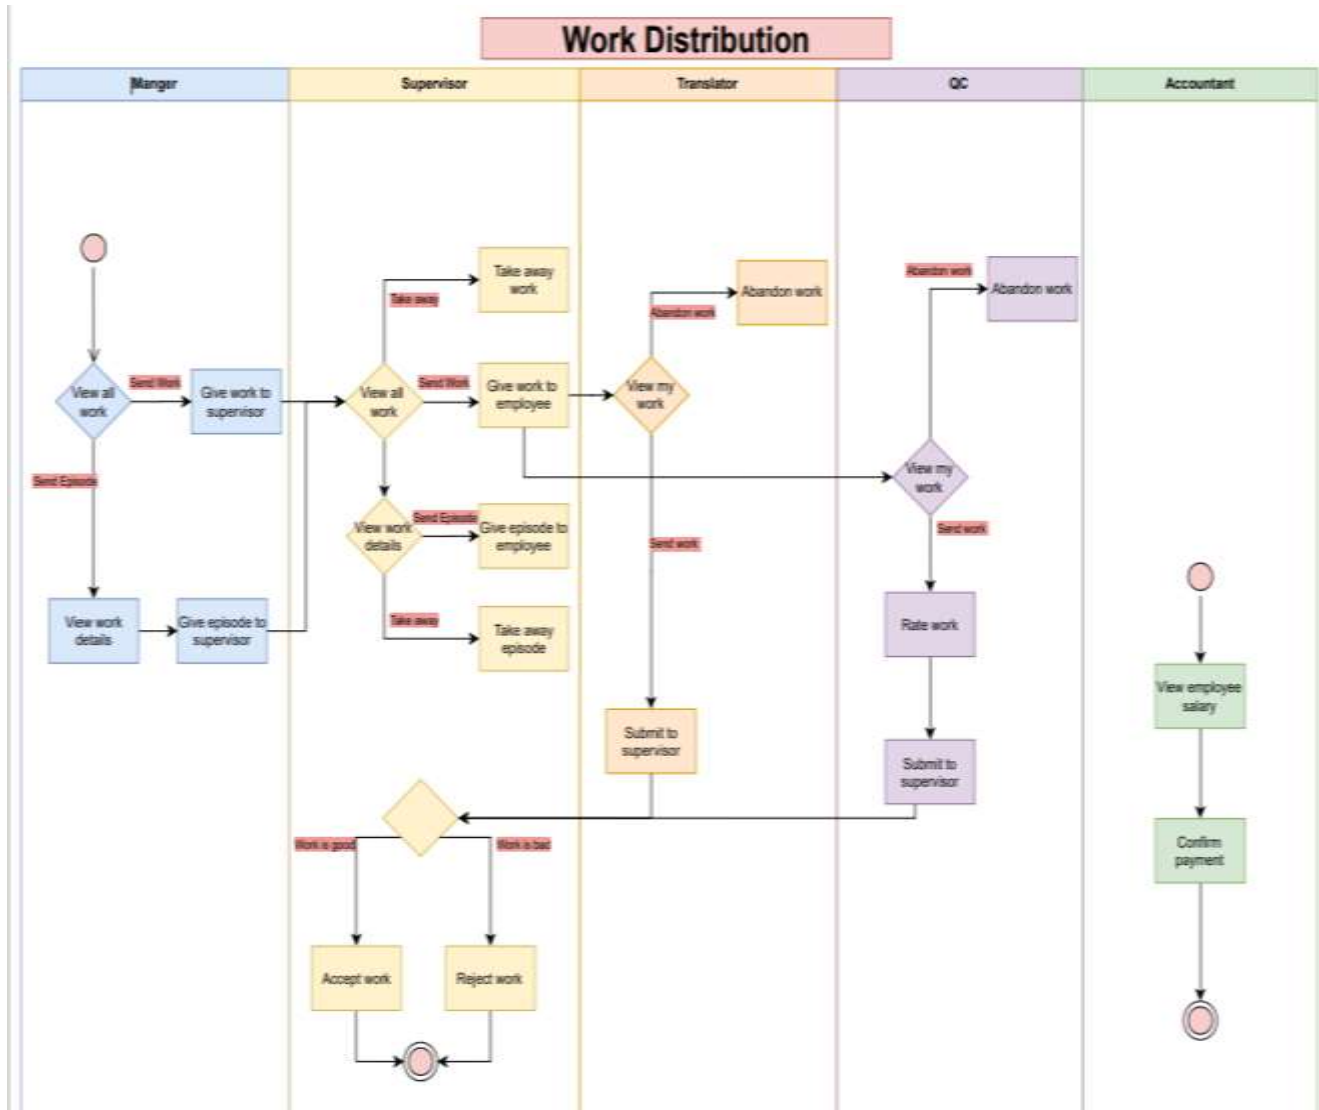 Work Distribution
Manger
Supervisor
Translator
QC
Accountant
Take away
work
Take away
Abandon work
Abandon work
Abandon work
Abandon work
View all
work
Send Work
Give work to
supervisor
View all
work
Send Work
Give work to
employee
View my
work
View my
work
Send Episode
View work
details
Send Episode
Give episode to
employee
Send work
Send work
View work
details
Give episode to
supervisor
Take away
Take away
episode
Rate work
View employee
salary
Submit to
supervisor
Submit to
supervisor
Work is good
Work is bad
Confirm
payment
Accept work
Reject work